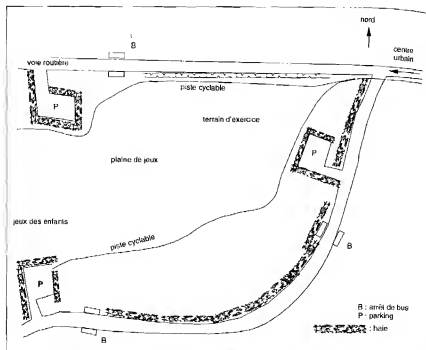 nord
B
centre
urbain
voie routière
piste cyclable
P
terrain d'exercice
plaine de jeux
P
jeux des enfants
piste cyclable
B
P
B : arrêt de bus
P : parking
: haie
B